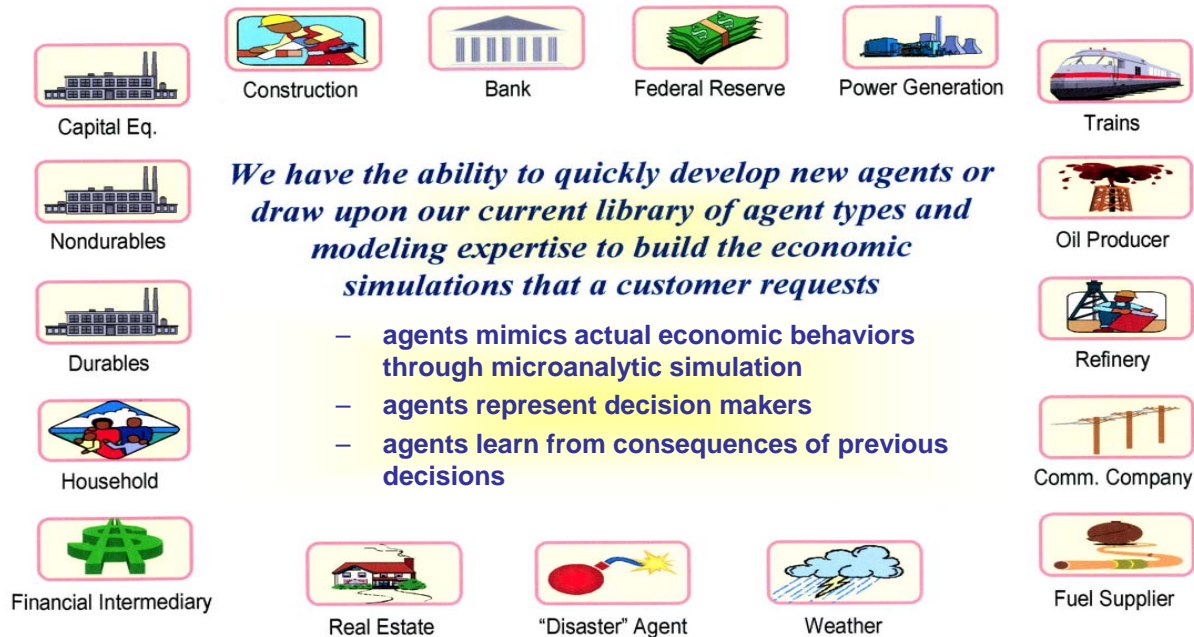 Construction
Bank
Federal Reserve
Power Generation
Capital Eq.
Trains
We have the ability to quickly develop new agents or
draw upon our current library of agent types and
modeling expertise to build the economic
simulations that a customer requests
– agents mimics actual economic behaviors
through microanalytic simulation
– agents represent decision makers
– agents learn from consequences of previous
decisions
Nondurables
Oil Producer
Durables
Refinery
Household
Comm. Company
Financial Intermediary
Fuel Supplier
Real Estate
“Disaster” Agent
Weather